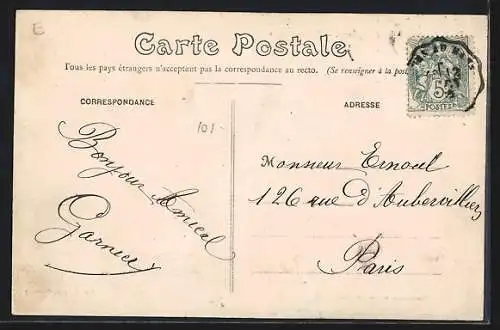 E
Carte Postale
Tous les pays étrangers n'acceptent pas la correspondance au recto. (Se renseigner à la poste
CORRESPONDANCE
ADRESSE
101-
Bonjour Amical
Garnier
Monsieur Ernoul
126 rue d'Aubervilliers
Paris
5c
POSTES